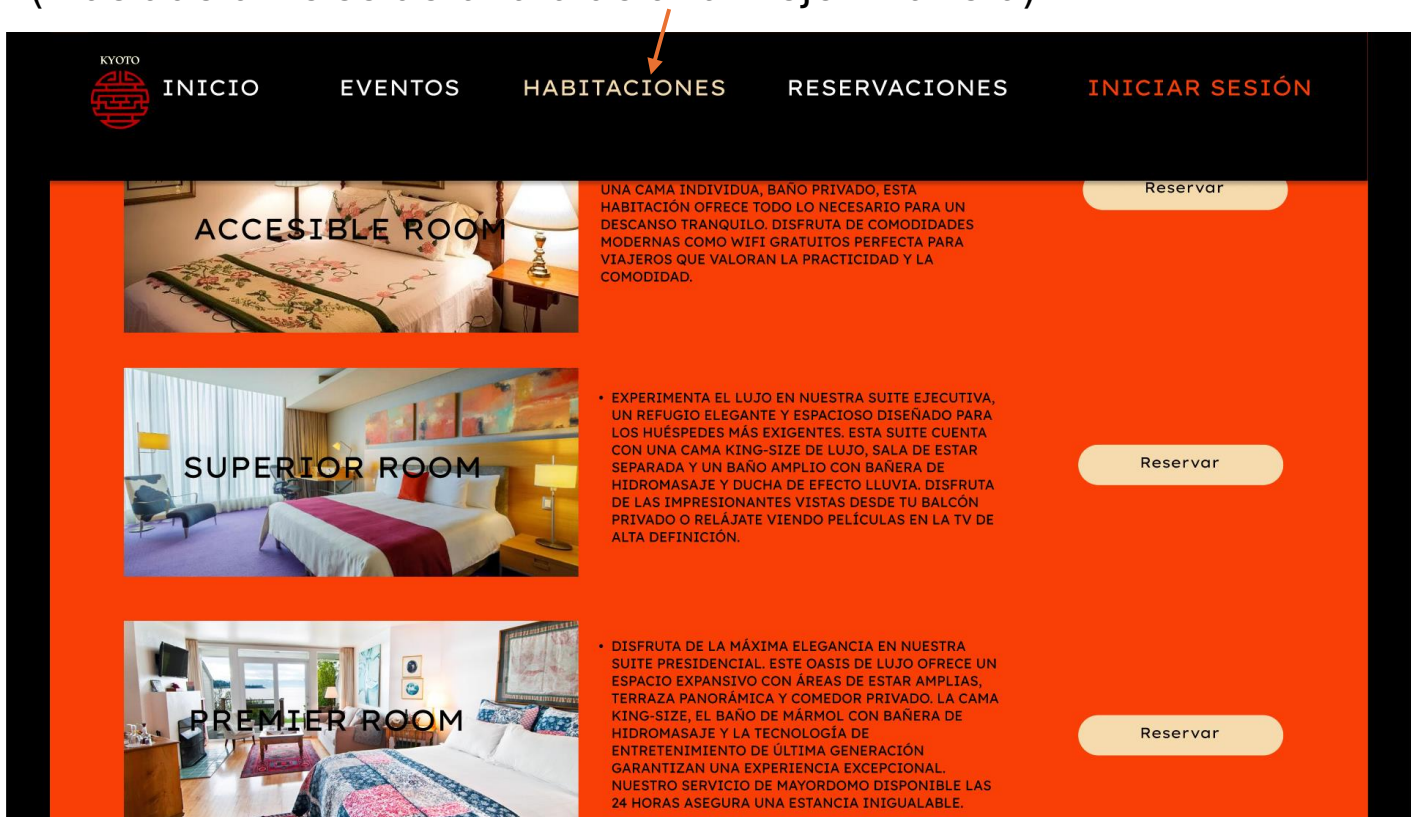 KYOTO
INICIO EVENTOS HABITACIONES RESERVACIONES INICIAR SESIÓN
ACCESIBLE ROOM
UNA CAMA INDIVIDUA, BAÑO PRIVADO, ESTA
HABITACIÓN OFRECE TODO LO NECESARIO PARA UN
DESCANSO TRANQUILO. DISFRUTA DE COMODIDADES
MODERNAS COMO WIFI GRATUITOS PERFECTA PARA
VIAJEROS QUE VALORAN LA PRACTICIDAD Y LA
COMODIDAD.
Reservar
SUPERIOR ROOM
• EXPERIMENTA EL LUJO EN NUESTRA SUITE EJECUTIVA,
UN REFUGIO ELEGANTE Y ESPACIOSO DISEÑADO PARA
LOS HUÉSPEDES MÁS EXIGENTES. ESTA SUITE CUENTA
CON UNA CAMA KING-SIZE DE LUJO, SALA DE ESTAR
SEPARADA Y UN BAÑO AMPLIO CON BAÑERA DE
HIDROMASAJE Y DUCHA DE EFECTO LLUVIA. DISFRUTA
DE LAS IMPRESIONANTES VISTAS DESDE TU BALCÓN
PRIVADO O RELÁJATE VIENDO PELÍCULAS EN LA TV DE
ALTA DEFINICIÓN.
Reservar
PREMIER ROOM
• DISFRUTA DE LA MÁXIMA ELEGANCIA EN NUESTRA
SUITE PRESIDENCIAL. ESTE OASIS DE LUJO OFRECE UN
ESPACIO EXPANSIVO CON ÁREAS DE ESTAR AMPLIAS,
TERRAZA PANORÁMICA Y COMEDOR PRIVADO. LA CAMA
KING-SIZE, EL BAÑO DE MÁRMOL CON BAÑERA DE
HIDROMASAJE Y LA TECNOLOGÍA DE
ENTRETENIMIENTO DE ÚLTIMA GENERACIÓN
GARANTIZAN UNA EXPERIENCIA EXCEPCIONAL.
NUESTRO SERVICIO DE MAYORDOMO DISPONIBLE LAS
24 HORAS ASEGURA UNA ESTANCIA INIGUALABLE.
Reservar